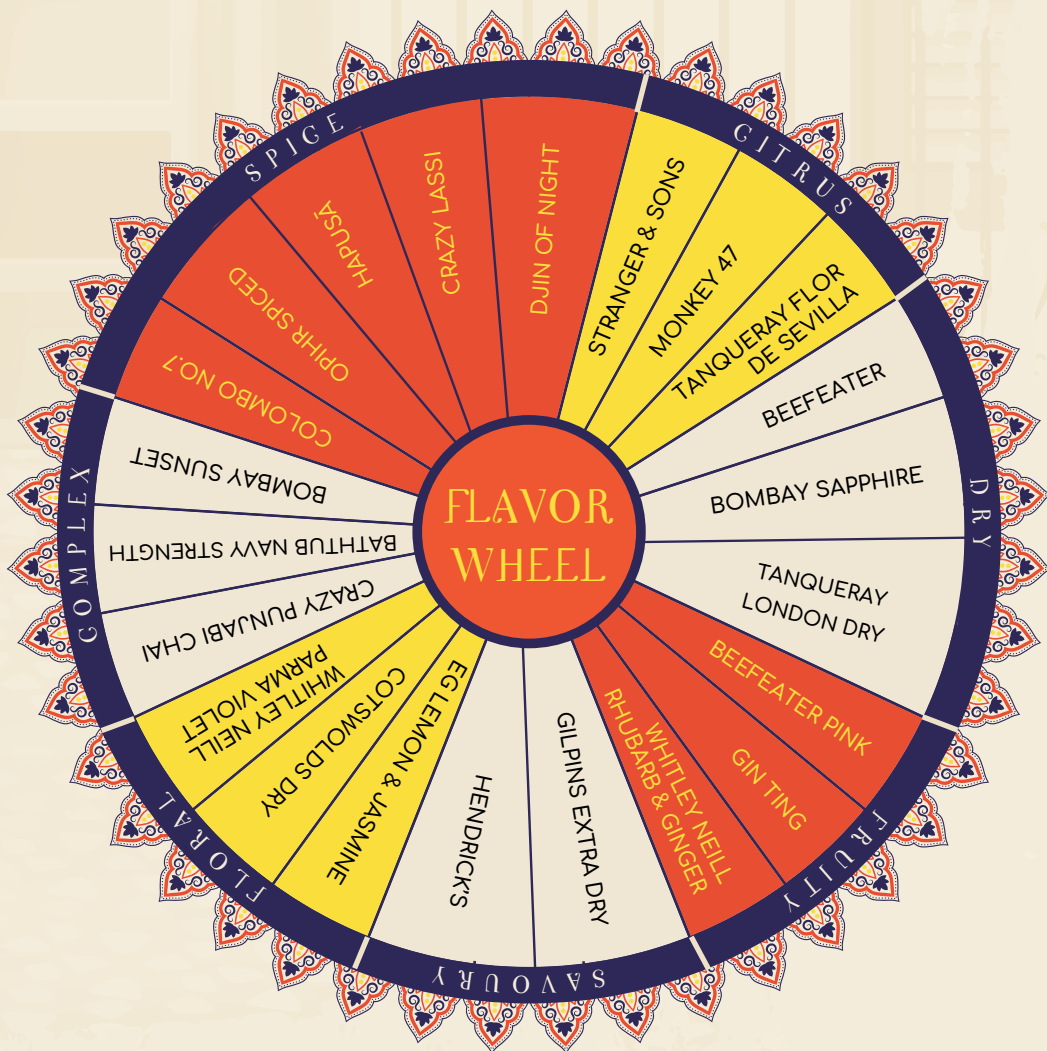 FLAVOR
WHEEL
SPICE
COLOMBO NO.7
OPIHR SPICED
HAPUSĀ
CRAZY LASSI
DJIN OF NIGHT
CITRUS
STRANGER & SONS
MONKEY 47
TANQUERAY FLOR
DE SEVILLA
DRY
BEEFEATER
BOMBAY SAPPHIRE
TANQUERAY
LONDON DRY
FRUITY
BEEFEATER PINK
GIN TING
WHITLEY NEILL
RHUBARB & GINGER
SAVOURY
GILPINS EXTRA DRY
HENDRICK'S
FLORAL
EG LEMON & JASMINE
COTSWOLDS DRY
WHITLEY NEILL
PARMA VIOLET
COMPLEX
CRAZY PUNJABI CHAI
BATHTUB NAVY STRENGTH
BOMBAY SUNSET